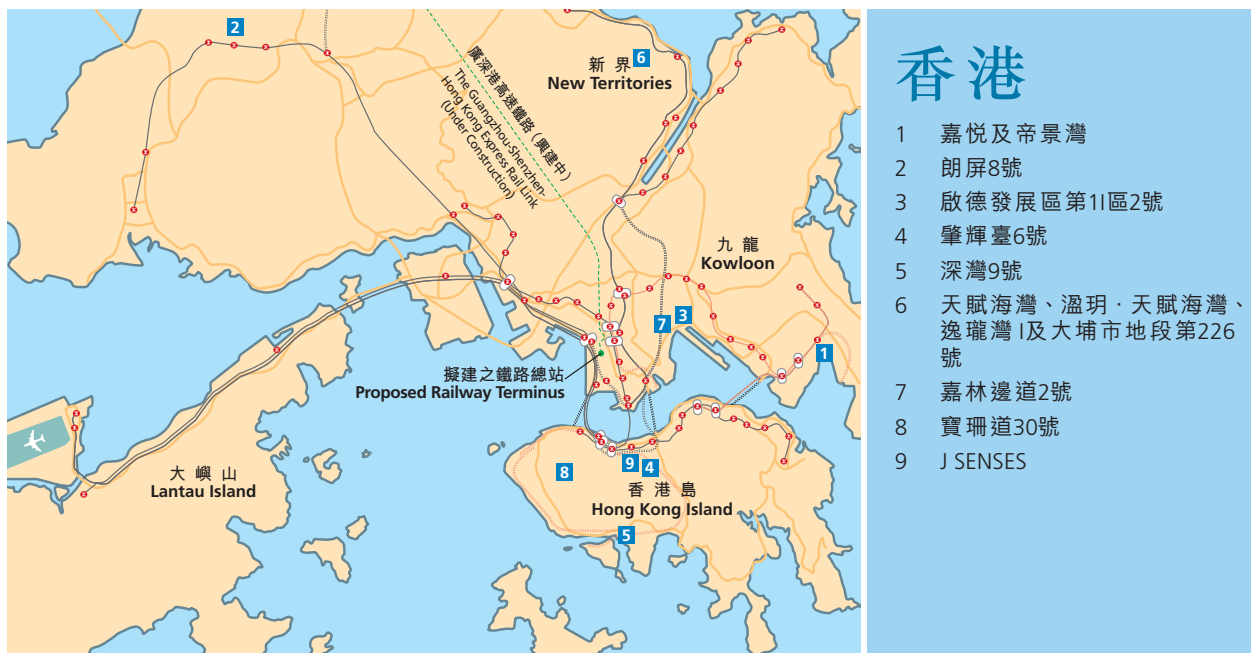 2
新界
6
New Territories
廣深港高速鐵路（興建中）
The Guangzhou-Shenzhen-
Hong Kong Express Rail Link
(Under Construction)
九龍
Kowloon
7
3
1
擬建之鐵路總站
Proposed Railway Terminus
大嶼山
Lantau Island
8
9
4
香港島
Hong Kong Island
5
香港
1 嘉悦及帝景灣
2 朗屏8號
3 啟德發展區第1I區2號
4 肇輝臺6號
5 深灣9號
6 天賦海灣、溋玥．天賦海灣、
逸瓏灣 I及大埔市地段第226
號
7 嘉林邊道2號
8 寶珊道30號
9 J SENSES